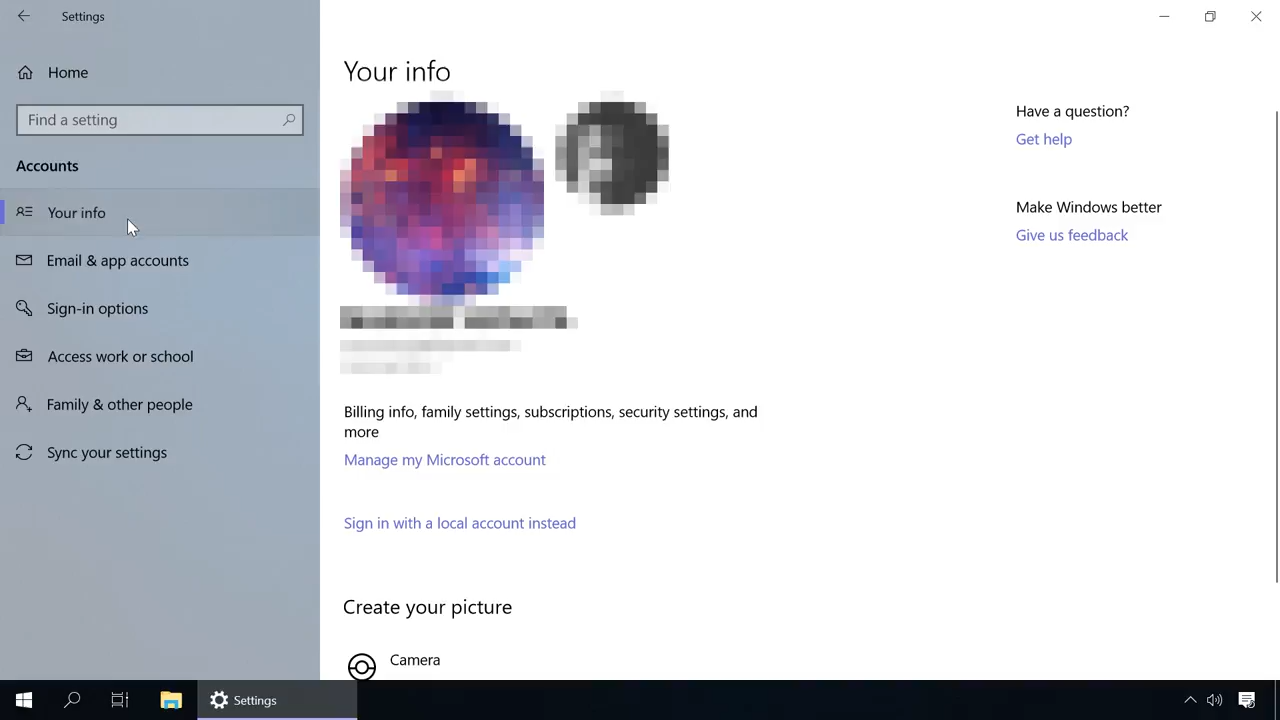 Settings
Home
Find a setting
Accounts
Your info
Email & app accounts
Sign-in options
Access work or school
Family & other people
Sync your settings
Your info
Billing info, family settings, subscriptions, security settings, and
more
Manage my Microsoft account
Sign in with a local account instead
Create your picture
Camera
Have a question?
Get help
Make Windows better
Give us feedback
Settings